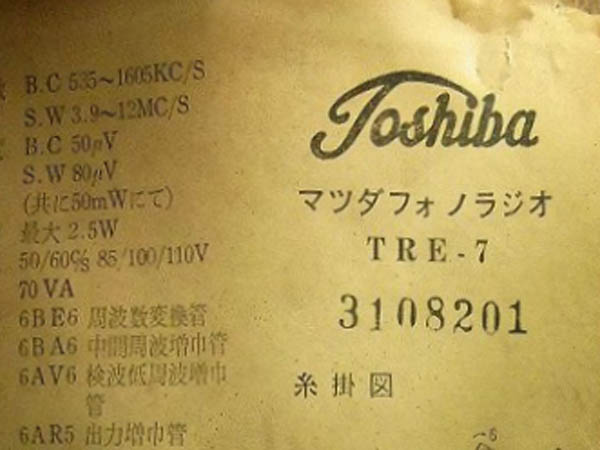 B.C 535~1605KC/S
S.W 3.9~12MC/S
B.C 50μV
S.W 80μV
(共に50mWにて)
最大 2.5W
50/60㎐ 85/100/110V
70 VA
6BE6 周波数変換管
6BA6 中間周波増巾管
6AV6 検波低周波増巾
管
6AR5 出力増巾管
Toshiba
マツダフォノラジオ
TRE-7
3108201
糸掛図